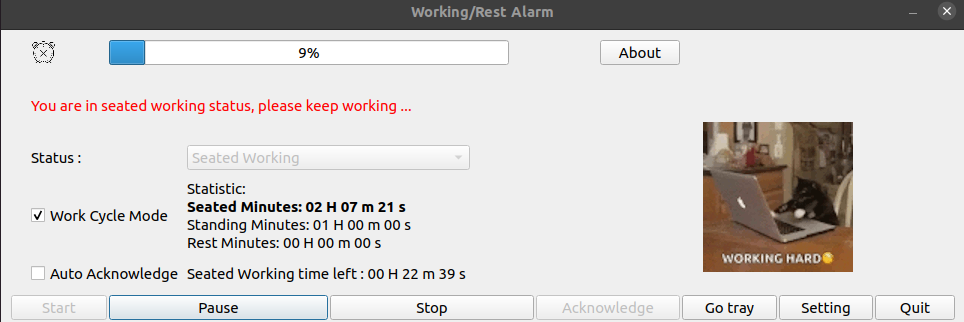 Working/Rest Alarm
9%
About
You are in seated working status, please keep working ...
Status :
Seated Working
Statistic:
Seated Minutes: 02 H 07 m 21 s
Work Cycle Mode
Standing Minutes: 01 H 00 m 00 s
Rest Minutes: 00 H 00 m 00 s
WORKING HARD
Auto Acknowledge
Seated Working time left : 00 H 22 m 39 s
Start
Pause
Stop
Acknowledge
Go tray
Setting
Quit